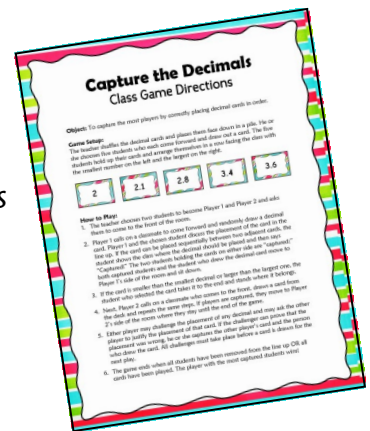 Capture the Decimals
Class Game Directions
Object: To capture the most players by correctly placing decimal cards in order.
Game Setup:
The teacher shuffles the decimal cards and places them face down in a pile. He or
she chooses five students who each come forward and draw out a card. The five
students hold up their cards and arrange themselves in a row facing the class with
the smallest number on the left and the largest on the right.
2 2.1 2.8 3.4 3.6
How to Play:
1. The teacher chooses two students to become Player 1 and Player 2 and asks
them to come to the front of the room.
2. Player 1 calls on a classmate to come forward and randomly draw a decimal
card. Player 1 and the chosen student discuss the placement of the card in the
line up. If the card can be placed sequentially between two adjacent cards, the
student shows the class where the decimal should be placed and then says
"Captured!" The two students holding the cards on either side are "captured;"
both captured students and the student who drew the decimal card move to
Player 1's side of the room and sit down.
3. If the card is smaller than the smallest decimal or larger than the largest one, the
student who selected the card takes it to the end and stands where it belongs.
4. Next, Player 2 calls on a classmate who comes to the front, draws a card from
the deck and repeats the same steps. If players are captured, they move to Player
2's side of the room where they stay until the end of the game.
5. Either player may challenge the placement of any decimal and may ask the other
player to justify the placement of that card. If the challenger can prove that the
placement was wrong, he or she captures the other player's card and the person
who drew the card. All challenges must take place before a card is drawn for the
next play.
6. The game ends when all students have been removed from the line up OR all
cards have been played. The player with the most captured students wins!
s